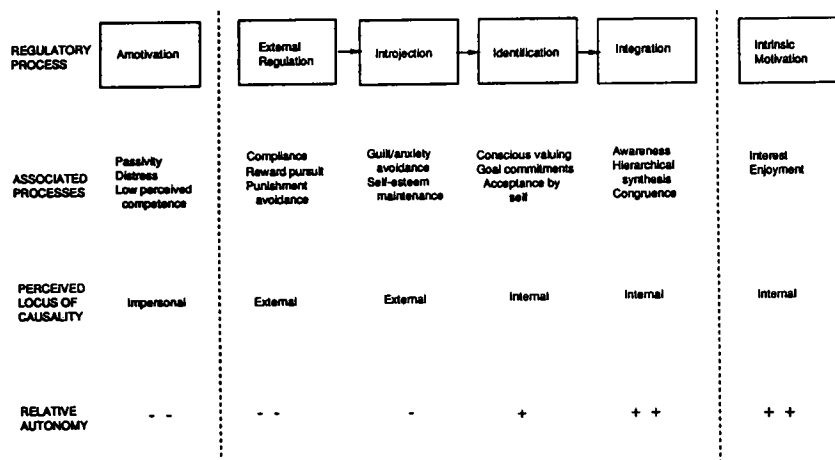 REGULATORY PROCESS
Amotivation
External Regulation
Introjection
Identification
Integration
Intrinsic Motivation
ASSOCIATED PROCESSES
Passivity
Distress
Low perceived competence
Compliance
Reward pursuit
Punishment avoidance
Guilt/anxiety avoidance
Self-esteem maintenance
Conscious valuing
Goal commitments
Acceptance by self
Awareness
Hierarchical synthesis
Congruence
Interest
Enjoyment
PERCEIVED LOCUS OF CAUSALITY
Impersonal
External
External
Internal
Internal
Internal
RELATIVE AUTONOMY
- -
- -
-
+
+ +
+ +